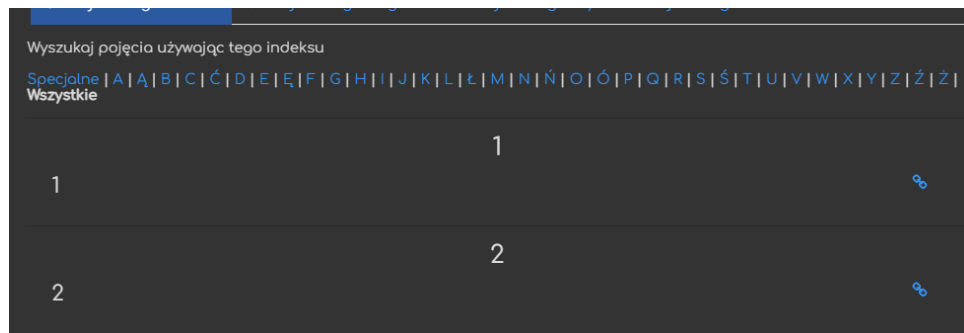 Wyszukaj pojęcia używając tego indeksu
Specjalne | A | Ą | B | C | Ć | D | E | Ę | F | G | H | I | J | K | L | Ł | M | N | Ń | O | Ó | P | Q | R | S | Ś | T | U | V | W | X | Y | Z | Ź | Ż |
Wszystkie
1
1
2
2